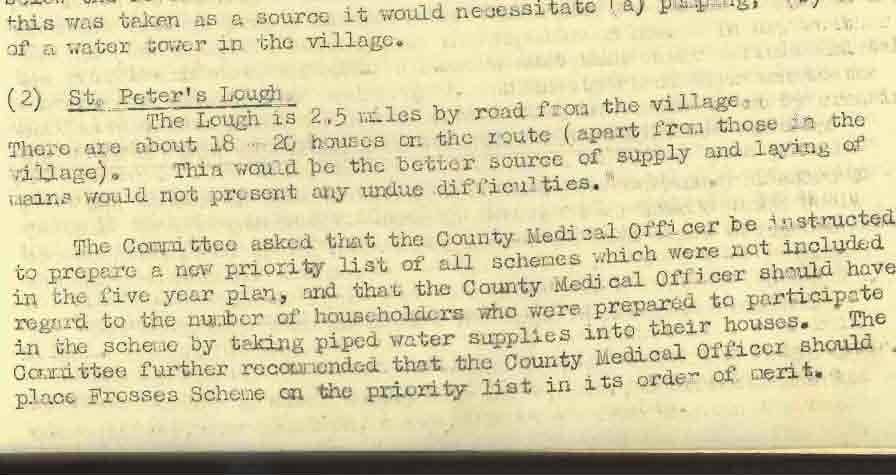 this was taken as a source it would necessitate (a) pumping,
of a water tower in the village.
(2) St. Peter's Lough
The Lough is 2.5 miles by road from the village.
There are about 18 - 20 houses on the route (apart from those in the
village). This would be the better source of supply and laying of
mains would not present any undue difficulties."
The Committee asked that the County Medical Officer be instructed
to prepare a new priority list of all schemes which were not included
in the five year plan, and that the County Medical Officer should have
regard to the number of householders who were prepared to participate
in the scheme by taking piped water supplies into their houses. The
Committee further recommended that the County Medical Officer should
place Frosses Scheme on the priority list in its order of merit.